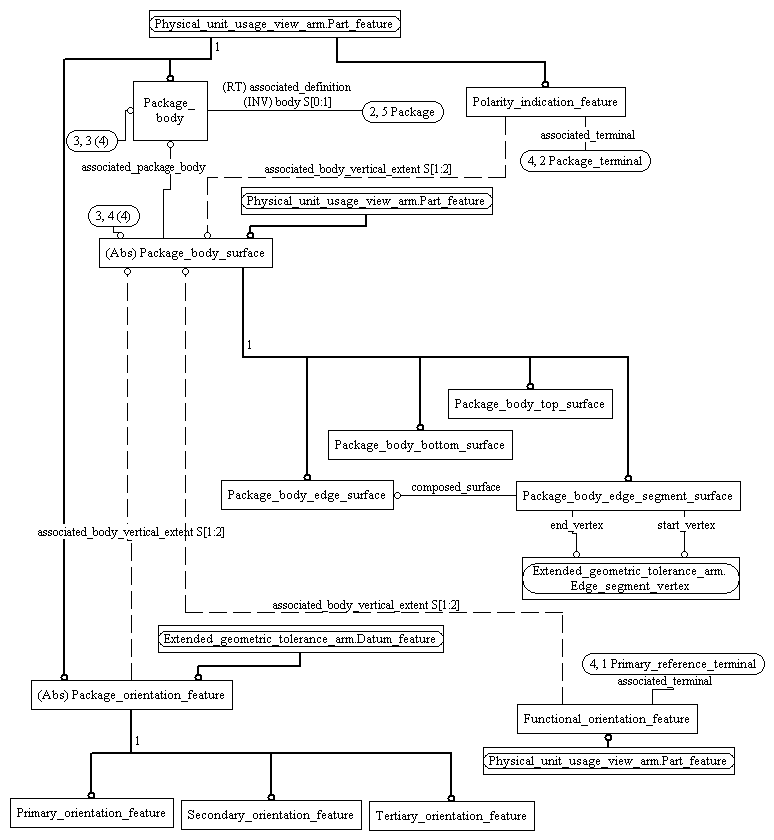 Physical_unit_usage_view_arm.Part_feature
1
(RT) associated_definition
(INV) body S[0:1]
Package_
body
2, 5 Package
Polarity_indication_feature
3, 3 (4)
associated_terminal
4, 2 Package_terminal
associated_package_body
associated_body_vertical_extent S[1:2]
Physical_unit_usage_view_arm.Part_feature
3, 4 (4)
(Abs) Package_body_surface
1
Package_body_top_surface
Package_body_bottom_surface
Package_body_edge_surface
composed_surface
Package_body_edge_segment_surface
end_vertex
start_vertex
associated_body_vertical_extent S[1:2]
Extended_geometric_tolerance_arm.
Edge_segment_vertex
associated_body_vertical_extent S[1:2]
Extended_geometric_tolerance_arm.Datum_feature
4, 1 Primary_reference_terminal
associated_terminal
(Abs) Package_orientation_feature
Functional_orientation_feature
1
Physical_unit_usage_view_arm.Part_feature
Primary_orientation_feature
Secondary_orientation_feature
Tertiary_orientation_feature